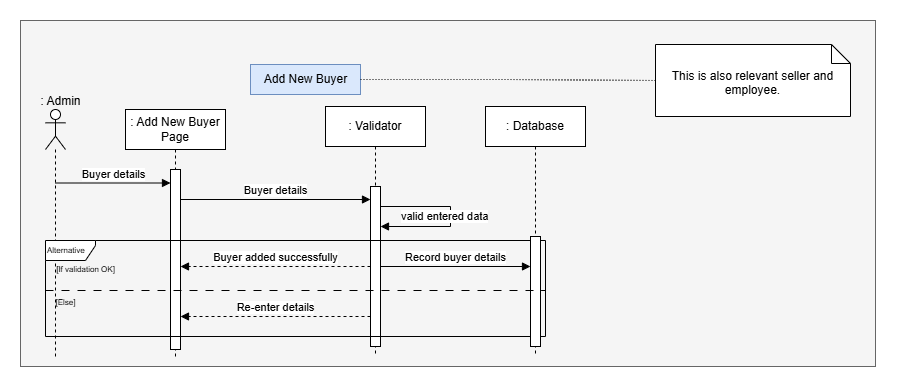 Add New Buyer
This is also relevant seller and
employee.
: Admin
: Add New Buyer
Page
: Validator
: Database
Buyer details
Buyer details
valid entered data
Alternative
[If validation OK]
Buyer added successfully
Record buyer details
[Else]
Re-enter details